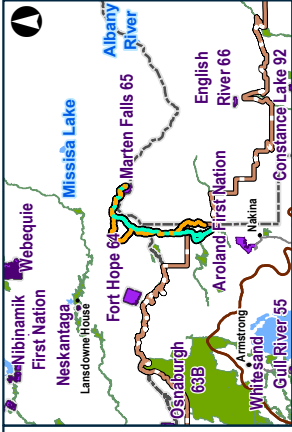 Nibinamik
First Nation
Webequie
Neskantaga
Lansdowne House
Missisa Lake
Albany
River
Fort Hope 64
Marten Falls 65
Osnaburgh
63B
English
River 66
Aroland First Nation
Constance Lake 92
Nakina
Armstrong
Whitesand
Gull River 55